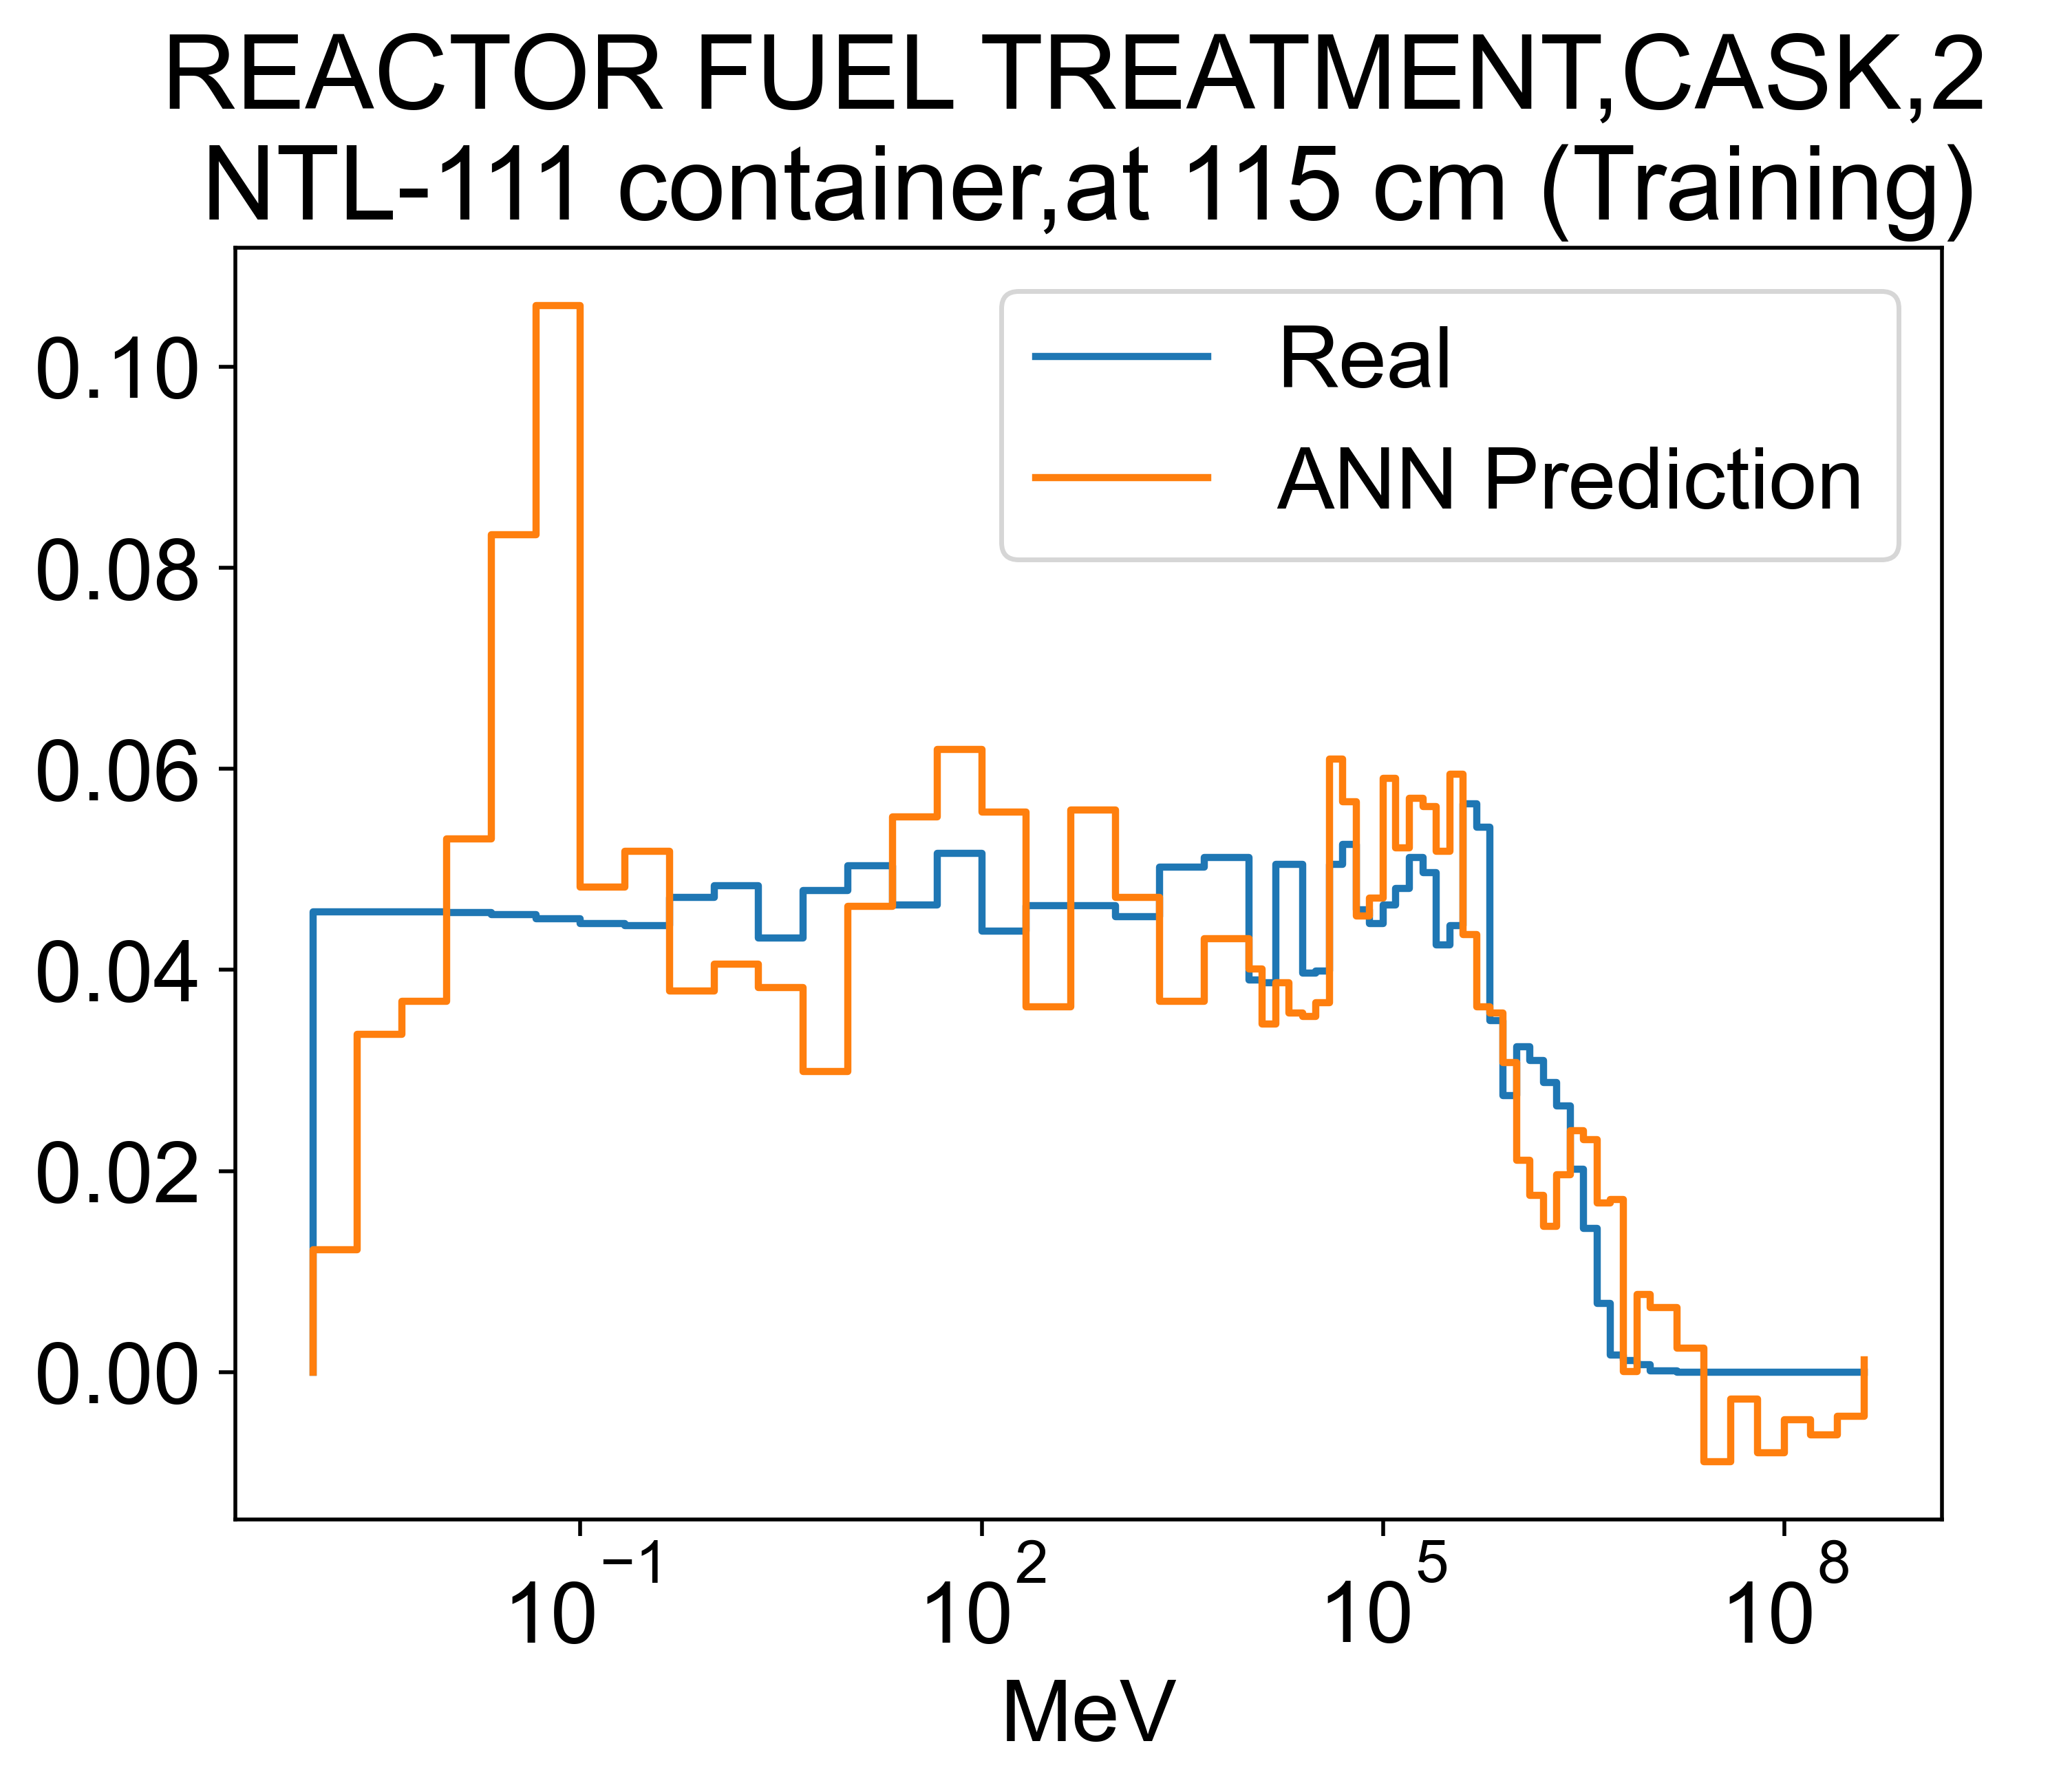 REACTOR FUEL TREATMENT,CASK,2
NTL-111 container,at 115 cm (Training)
Real
ANN Prediction
0.10
0.08
0.06
0.04
0.02
0.00
10⁻¹ 10² 10⁵ 10⁸
MeV